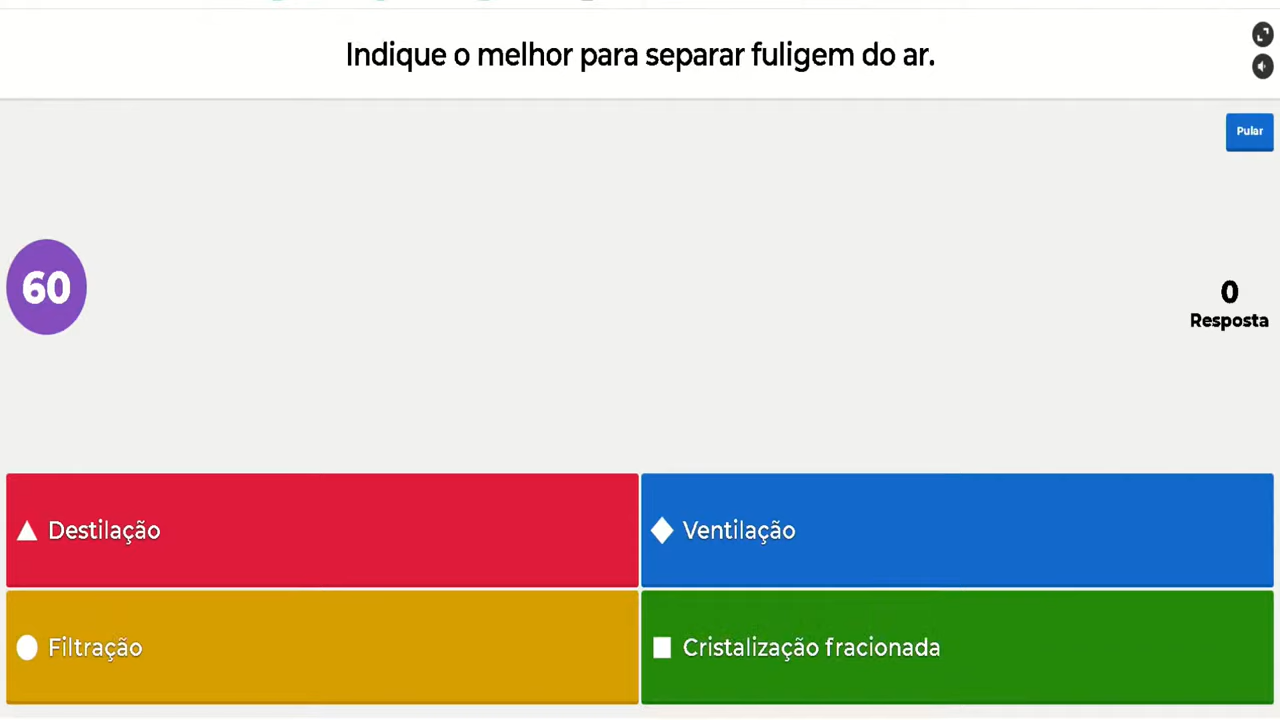 Indique o melhor para separar fuligem do ar.
Pular
60
0
Resposta
Destilação
Ventilação
Filtração
Cristalização fracionada